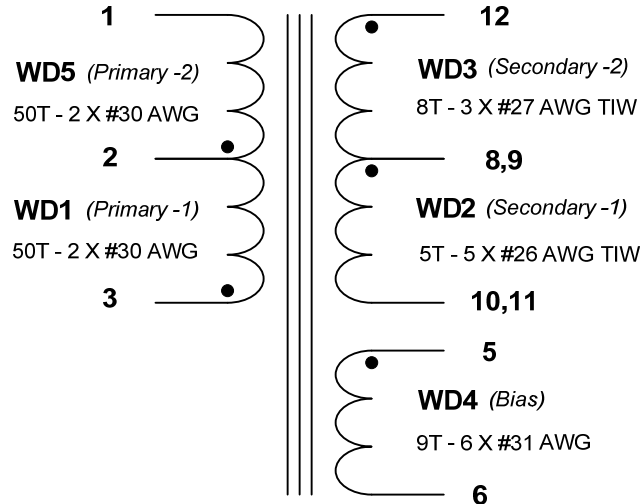 1
WD5 (Primary -2)
50T - 2 X #30 AWG
2
WD1 (Primary -1)
50T - 2 X #30 AWG
3
12
WD3 (Secondary -2)
8T - 3 X #27 AWG TIW
8,9
WD2 (Secondary -1)
5T - 5 X #26 AWG TIW
10,11
5
WD4 (Bias)
9T - 6 X #31 AWG
6